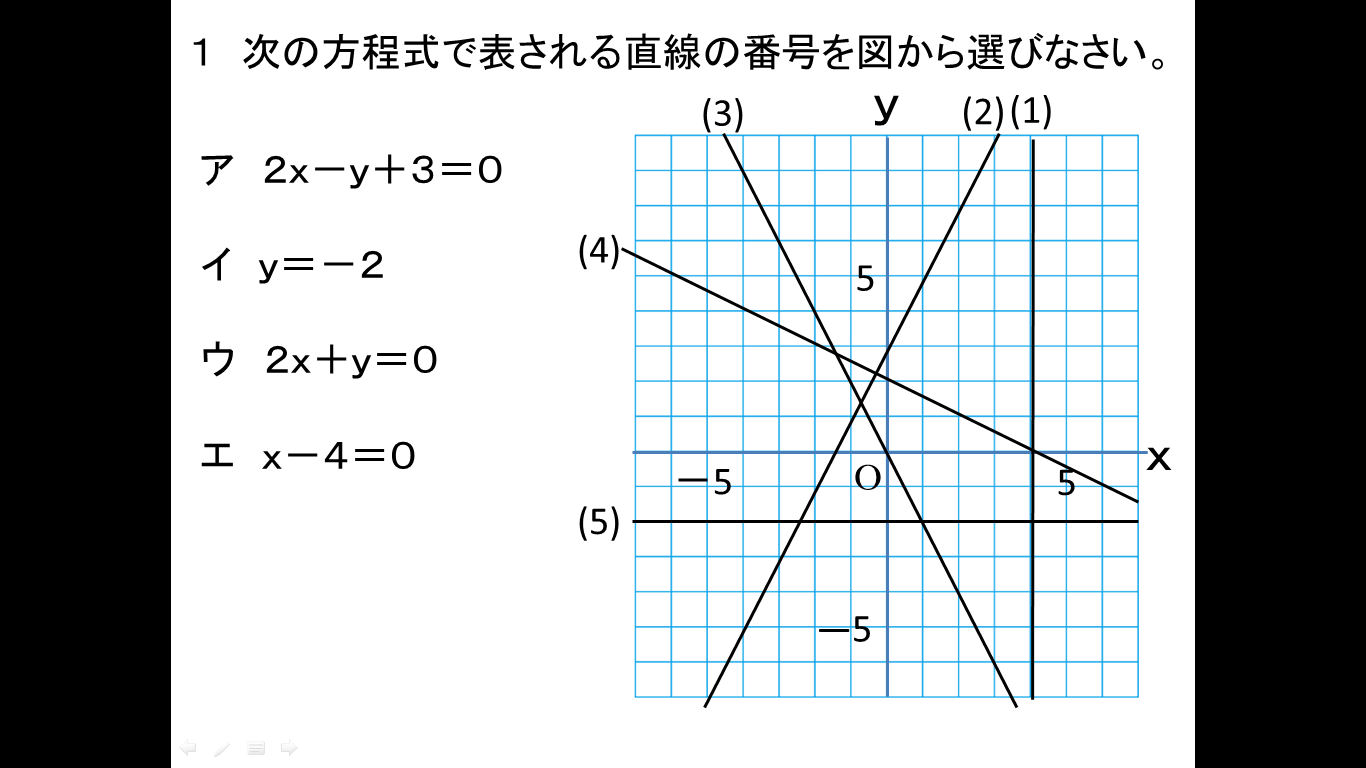 1　次の方程式で表される直線の番号を図から選びなさい。
ア　2x－y＋3＝0
イ　y＝－2
ウ　2x＋y＝0
エ　x－4＝0
(3)
y
(2)
(1)
(4)
5
x
－5
O
5
(5)
－5